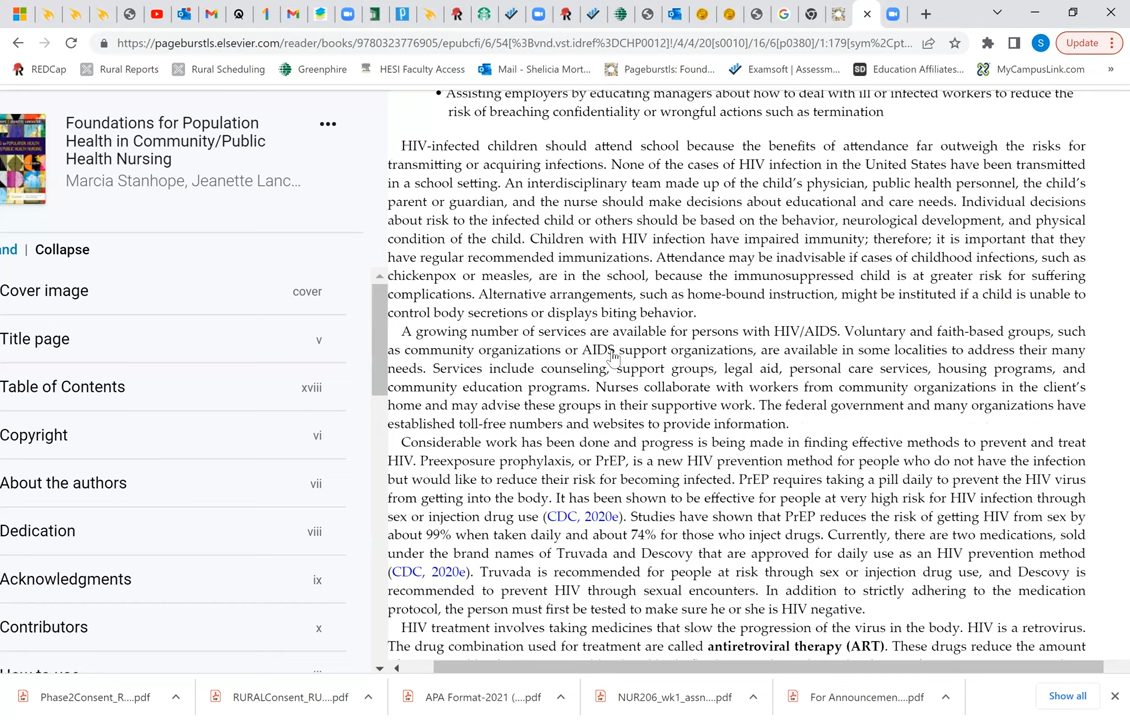 https://pageburstls.elsevier.com/reader/books/9780323776905/epubcfi/6/54[%3Bvnd.vst.idref%3DCHP0012]!/4/4/20[s0010]/16/6[p0380]/1:179[sym%2Cpt...
S
Update
REDCap
Rural Reports
Rural Scheduling
Greenphire
HESI Faculty Access
Mail - Shelicia Mort...
Pageburstls: Found...
Examsoft | Assessm...
SD
Education Affiliates...
MyCampusLink.com
»
Foundations for Population
Health in Community/Public
Health Nursing
Marcia Stanhope, Jeanette Lanc...
and | Collapse
Cover image cover
Title page v
Table of Contents xviii
Copyright vi
About the authors vii
Dedication viii
Acknowledgments ix
Contributors x
• Assisting employers by educating managers about how to deal with ill or infected workers to reduce the
risk of breaching confidentiality or wrongful actions such as termination
HIV-infected children should attend school because the benefits of attendance far outweigh the risks for
transmitting or acquiring infections. None of the cases of HIV infection in the United States have been transmitted
in a school setting. An interdisciplinary team made up of the child's physician, public health personnel, the child's
parent or guardian, and the nurse should make decisions about educational and care needs. Individual decisions
about risk to the infected child or others should be based on the behavior, neurological development, and physical
condition of the child. Children with HIV infection have impaired immunity; therefore; it is important that they
have regular recommended immunizations. Attendance may be inadvisable if cases of childhood infections, such as
chickenpox or measles, are in the school, because the immunosuppressed child is at greater risk for suffering
complications. Alternative arrangements, such as home-bound instruction, might be instituted if a child is unable to
control body secretions or displays biting behavior.
A growing number of services are available for persons with HIV/AIDS. Voluntary and faith-based groups, such
as community organizations or AIDS support organizations, are available in some localities to address their many
needs. Services include counseling, support groups, legal aid, personal care services, housing programs, and
community education programs. Nurses collaborate with workers from community organizations in the client's
home and may advise these groups in their supportive work. The federal government and many organizations have
established toll-free numbers and websites to provide information.
Considerable work has been done and progress is being made in finding effective methods to prevent and treat
HIV. Preexposure prophylaxis, or PrEP, is a new HIV prevention method for people who do not have the infection
but would like to reduce their risk for becoming infected. PrEP requires taking a pill daily to prevent the HIV virus
from getting into the body. It has been shown to be effective for people at very high risk for HIV infection through
sex or injection drug use (CDC, 2020e). Studies have shown that PrEP reduces the risk of getting HIV from sex by
about 99% when taken daily and about 74% for those who inject drugs. Currently, there are two medications, sold
under the brand names of Truvada and Descovy that are approved for daily use as an HIV prevention method
(CDC, 2020e). Truvada is recommended for people at risk through sex or injection drug use, and Descovy is
recommended to prevent HIV through sexual encounters. In addition to strictly adhering to the medication
protocol, the person must first be tested to make sure he or she is HIV negative.
HIV treatment involves taking medicines that slow the progression of the virus in the body. HIV is a retrovirus.
The drug combination used for treatment are called antiretroviral therapy (ART). These drugs reduce the amount
Phase2Consent_R....pdf
RURALConsent_RU....pdf
APA Format-2021 (....pdf
NUR206_wk1_assn....pdf
For Announcemen....pdf
Show all